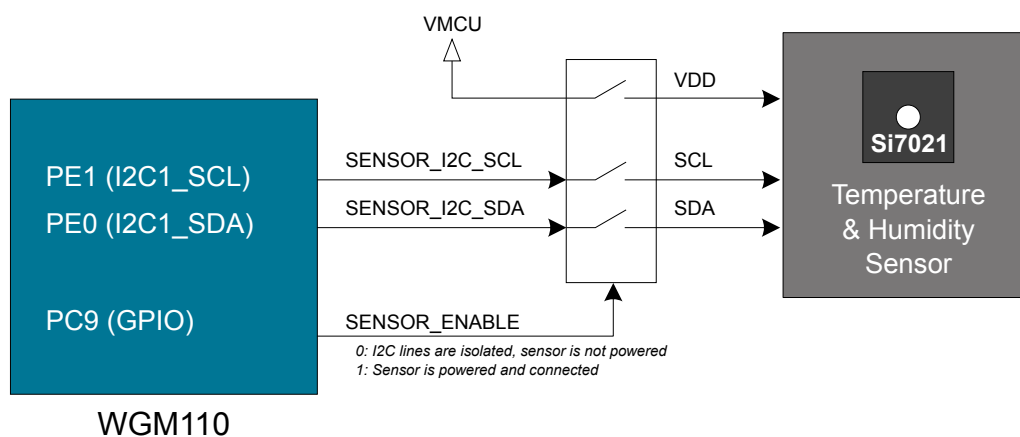 VMCU
VDD
Si7021
PE1 (I2C1_SCL)
SENSOR_I2C_SCL
SCL
PE0 (I2C1_SDA)
SENSOR_I2C_SDA
SDA
Temperature
& Humidity
Sensor
PC9 (GPIO)
SENSOR_ENABLE
0: I2C lines are isolated, sensor is not powered
1: Sensor is powered and connected
WGM110